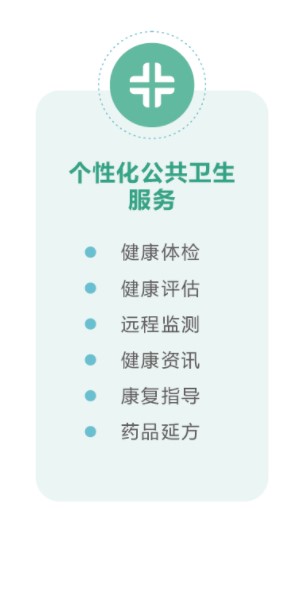 个性化公共卫生
服务
健康体检
健康评估
远程监测
健康资讯
康复指导
药品延方